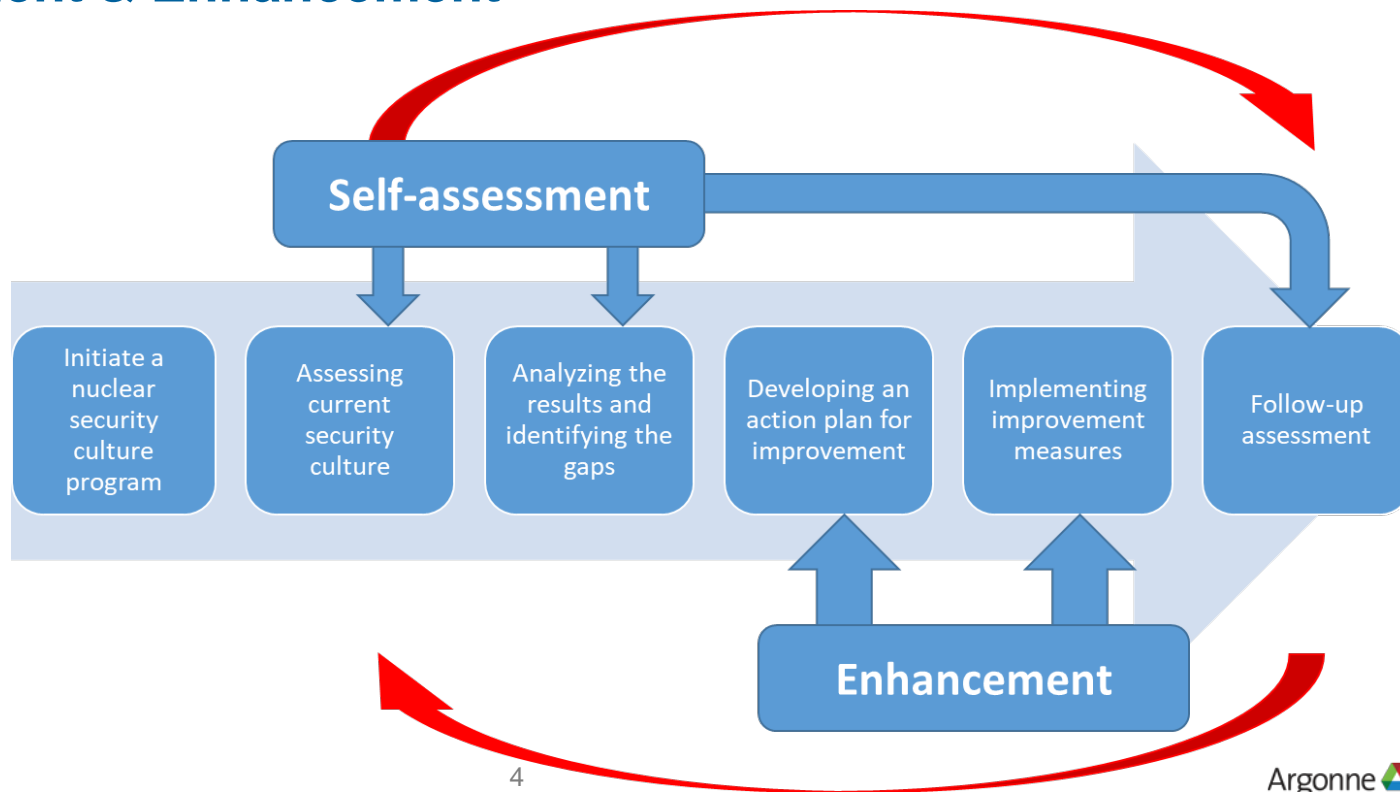 & Enhancement
Self-assessment
Initiate a
nuclear
security
culture
program
Assessing
current
security
culture
Analyzing the
results and
identifying the
gaps
Developing an
action plan for
improvement
Implementing
improvement
measures
Follow-up
assessment
Enhancement
4
Argonne